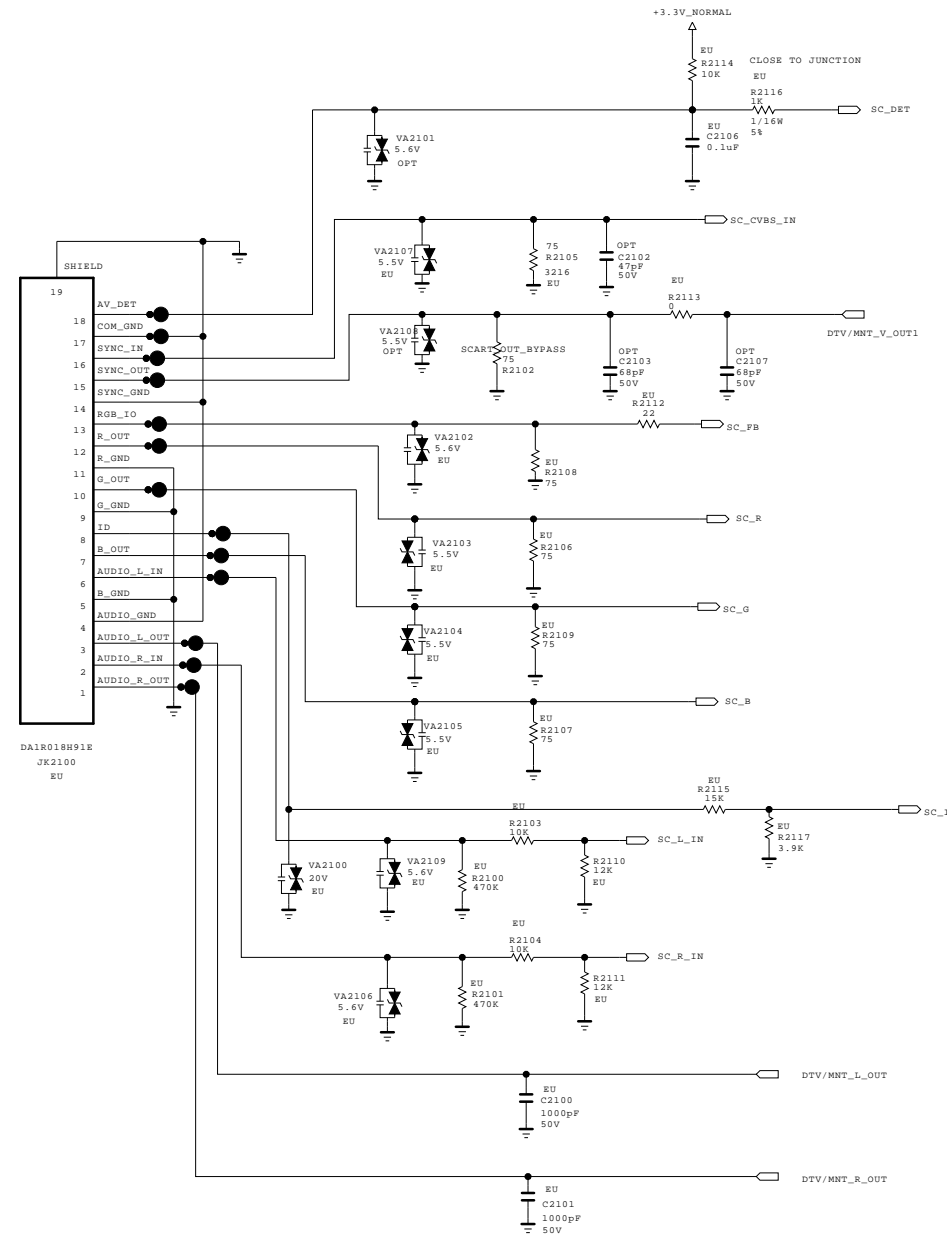 +3.3V_NORMAL
EU
R2114
10K
CLOSE TO JUNCTION
EU
R2116
1K
1/16W
5%
SC_DET
VA2101
5.6V
OPT
EU
C2106
0.1uF
SC_CVBS_IN
VA2107
5.5V
EU
75
R2105
3216
EU
OPT
C2102
47pF
50V
SHIELD
19
AV_DET
18
COM_GND
17
SYNC_IN
16
SYNC_OUT
15
SYNC_GND
14
RGB_IO
13
R_OUT
12
R_GND
11
G_OUT
10
G_GND
9
ID
8
B_OUT
7
AUDIO_L_IN
6
B_GND
5
AUDIO_GND
4
AUDIO_L_OUT
3
AUDIO_R_IN
2
AUDIO_R_OUT
1
DA1R018H91E
JK2100
EU
EU
R2113
0
DTV/MNT_V_OUT1
VA2108
5.5V
OPT
SCART_OUT_BYPASS
75
R2102
OPT
C2103
68pF
50V
OPT
C2107
68pF
50V
EU
R2112
22
SC_FB
VA2102
5.6V
EU
EU
R2108
75
SC_R
VA2103
5.5V
EU
EU
R2106
75
SC_G
VA2104
5.5V
EU
EU
R2109
75
SC_B
VA2105
5.5V
EU
EU
R2107
75
EU
R2115
15K
EU
R2117
3.9K
VA2100
20V
EU
EU
R2103
10K
SC_L_IN
VA2109
5.6V
EU
EU
R2100
470K
R2110
12K
EU
EU
R2104
10K
SC_R_IN
VA2106
5.6V
EU
EU
R2101
470K
R2111
12K
EU
DTV/MNT_L_OUT
EU
C2100
1000pF
50V
DTV/MNT_R_OUT
EU
C2101
1000pF
50V